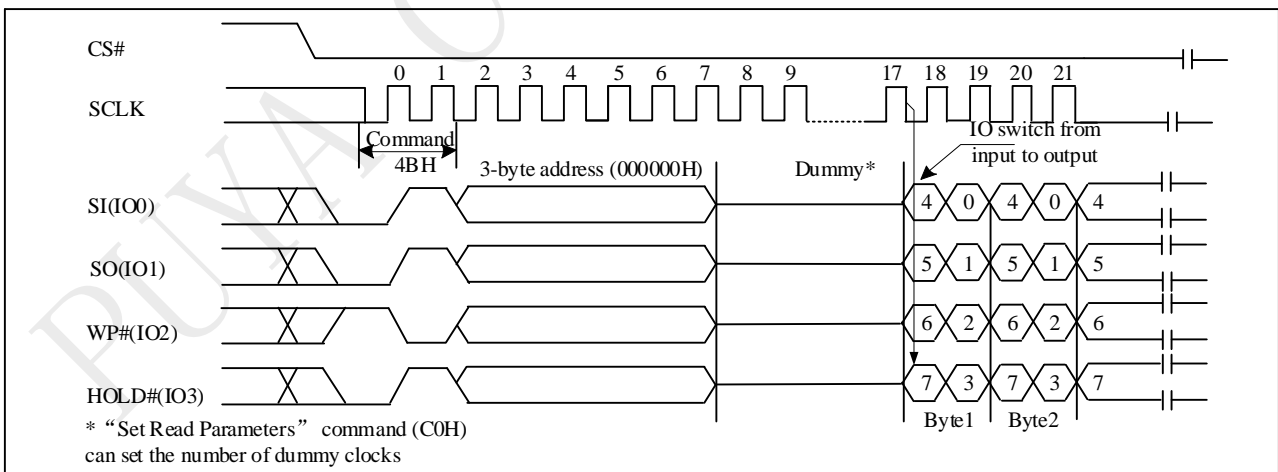 CS#
0 1 2 3 4 5 6 7 8 9 17 18 19 20 21
SCLK
Command
4BH
IO switch from
input to output
3-byte address (000000H)
Dummy*
SI(IO0)
4 0 4 0 4
SO(IO1)
5 1 5 1 5
WP#(IO2)
6 2 6 2 6
HOLD#(IO3)
7 3 7 3 7
Byte1 Byte2
* “Set Read Parameters” command (C0H)
can set the number of dummy clocks
PUYA C